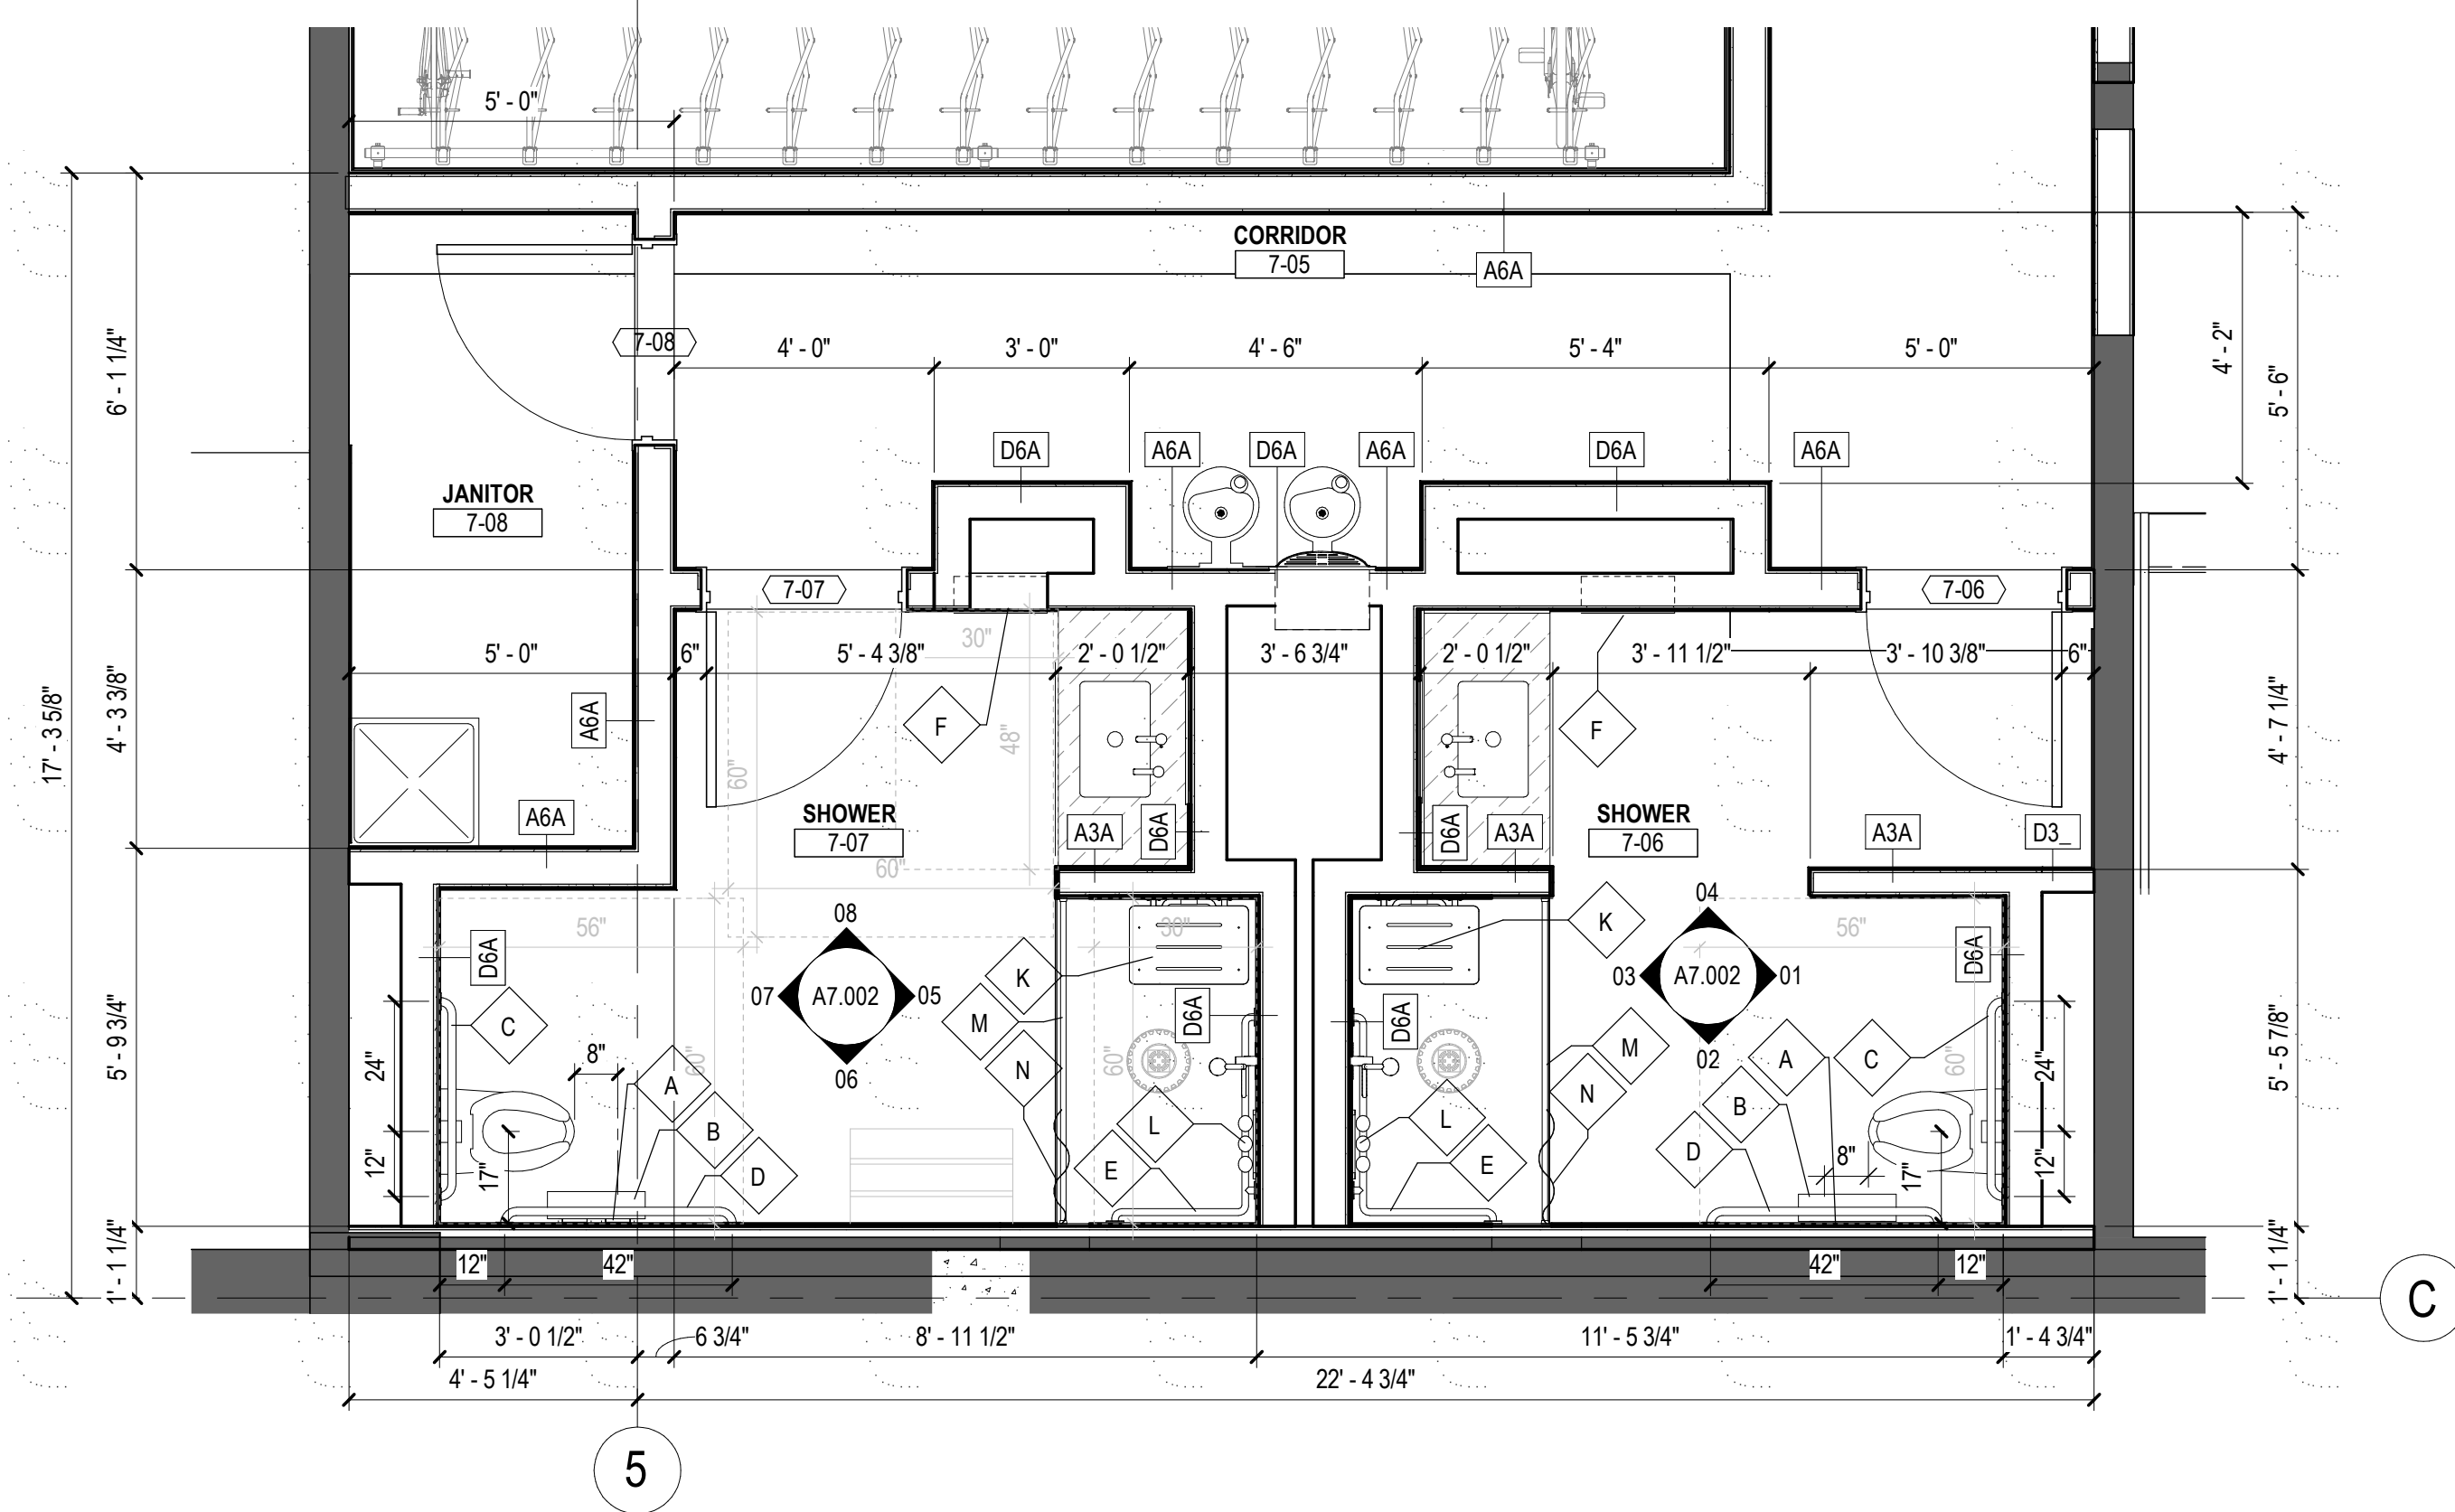 5' - 0"
CORRIDOR
7-05
A6A
7-08
4' - 0"
3' - 0"
4' - 6"
5' - 4"
5' - 0"
4' - 2"
5' - 6"
6' - 1 1/4"
D6A
A6A
D6A
A6A
D6A
A6A
JANITOR
7-08
7-07
7-06
30"
5' - 0"
6"
5' - 4 3/8"
2' - 0 1/2"
3' - 6 3/4"
2' - 0 1/2"
3' - 11 1/2"
3' - 10 3/8"
6"
17' - 3 5/8"
4' - 3 3/8"
4' - 7 1/4"
A6A
F
48"
60"
F
A6A
SHOWER
7-07
60"
A3A
D6A
D6A
A3A
SHOWER
7-06
A3A
D3_
56"
D6A
08
07
A7.002
05
06
K
M
N
30"
D6A
D6A
K
M
N
04
03
A7.002
01
02
56"
D6A
C
8"
A
B
D
60"
60"
L
E
L
E
A
C
B
D
8"
60"
24"
12"
17"
17"
24"
12"
5' - 9 3/4"
5' - 5 7/8"
1' - 1 1/4"
1' - 1 1/4"
12"
42"
42"
12"
C
3' - 0 1/2"
6 3/4"
8' - 11 1/2"
11' - 5 3/4"
1' - 4 3/4"
4' - 5 1/4"
22' - 4 3/4"
5